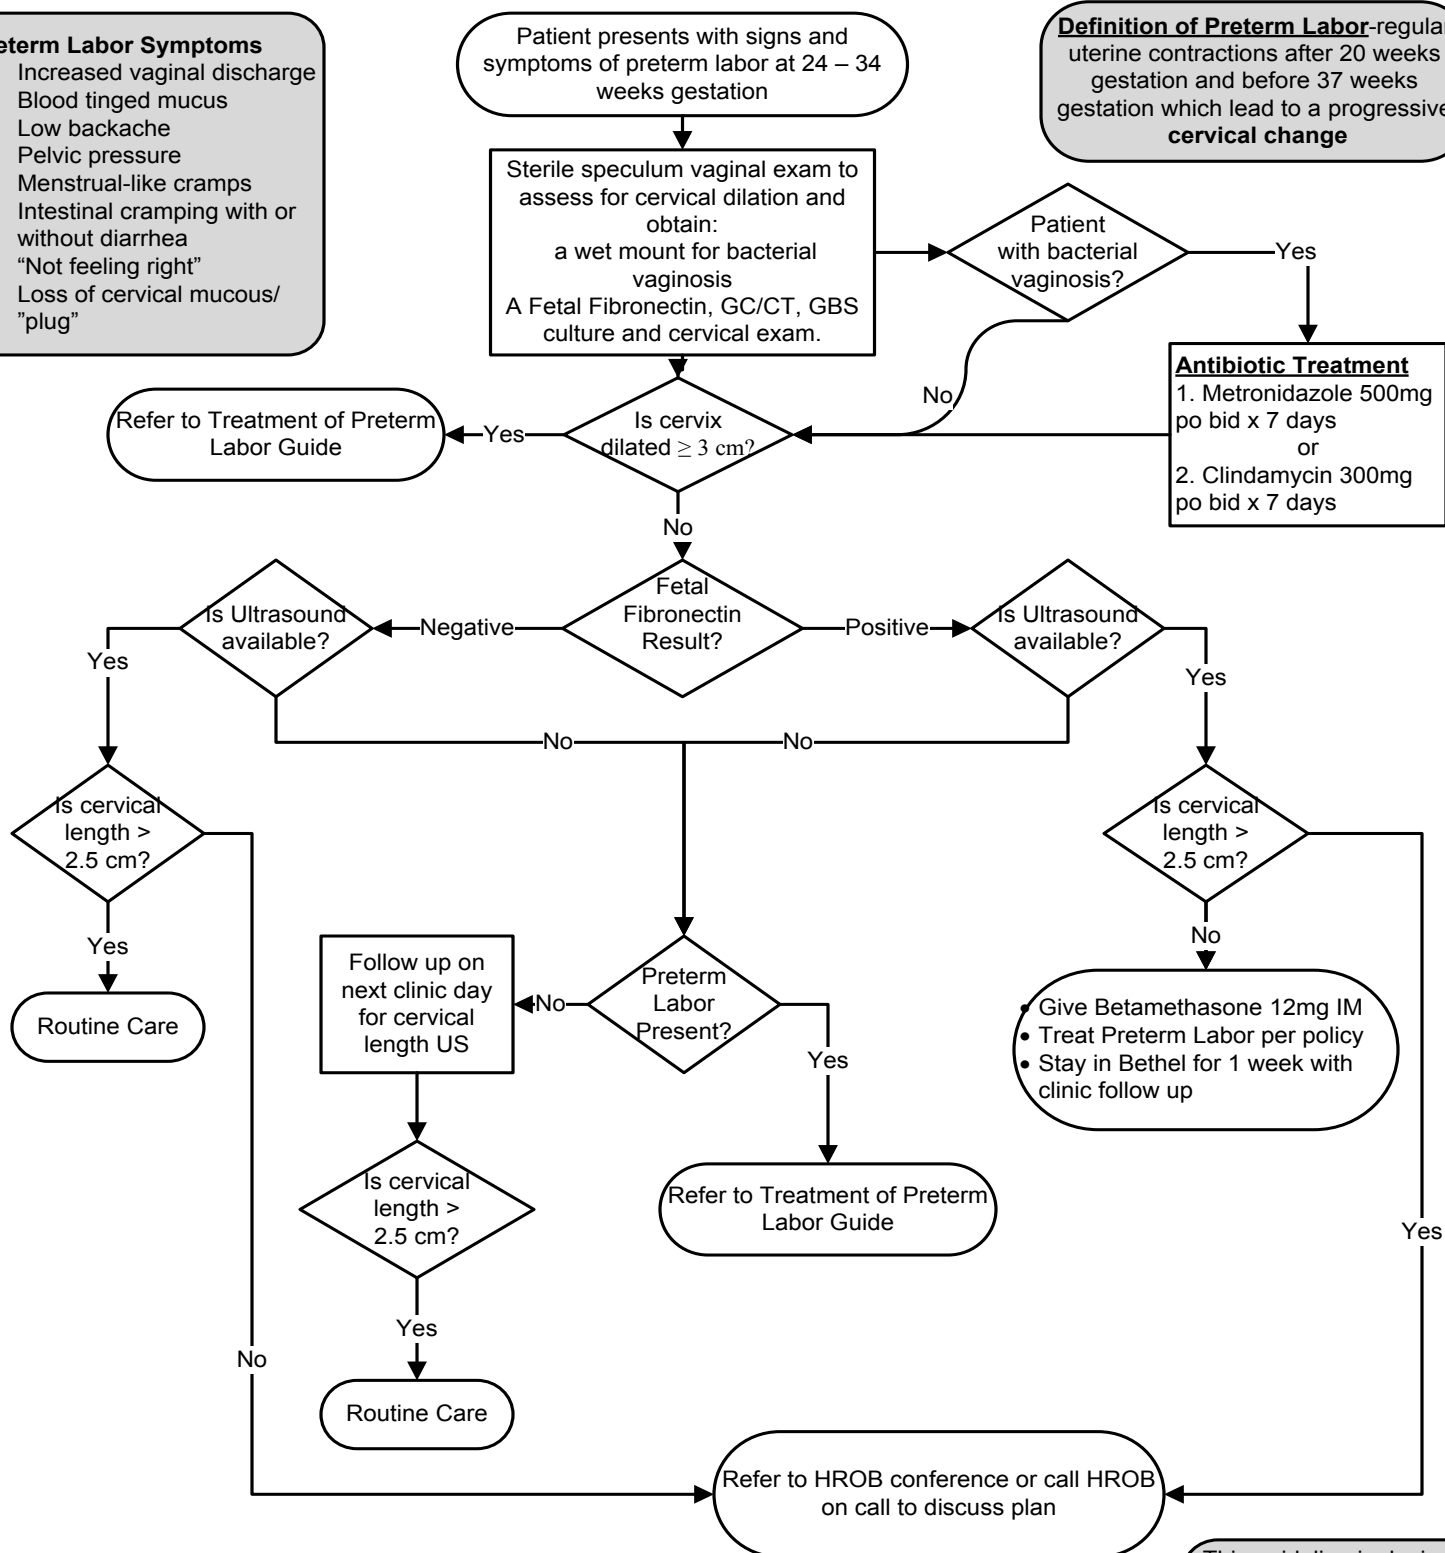 Preterm Labor Symptoms
Increased vaginal discharge
Blood tinged mucus
Low backache
Pelvic pressure
Menstrual-like cramps
Intestinal cramping with or
without diarrhea
“Not feeling right”
Loss of cervical mucous/
”plug”
Patient presents with signs and
symptoms of preterm labor at 24 – 34
weeks gestation
Definition of Preterm Labor-regular
uterine contractions after 20 weeks
gestation and before 37 weeks
gestation which lead to a progressive
cervical change
Sterile speculum vaginal exam to
assess for cervical dilation and
obtain:
a wet mount for bacterial
vaginosis
A Fetal Fibronectin, GC/CT, GBS
culture and cervical exam.
Patient
with bacterial
vaginosis?
Yes
No
Antibiotic Treatment
1. Metronidazole 500mg
po bid x 7 days
or
2. Clindamycin 300mg
po bid x 7 days
Is cervix
dilated ≥ 3 cm?
Yes
Refer to Treatment of Preterm
Labor Guide
No
Fetal
Fibronectin
Result?
Negative
Positive
Is Ultrasound
available?
Is Ultrasound
available?
Yes
Yes
No
No
Is cervical
length >
2.5 cm?
Is cervical
length >
2.5 cm?
Yes
Routine Care
No
Follow up on
next clinic day
for cervical
length US
No
Preterm
Labor
Present?
Yes
• Give Betamethasone 12mg IM
• Treat Preterm Labor per policy
• Stay in Bethel for 1 week with
clinic follow up
Is cervical
length >
2.5 cm?
Refer to Treatment of Preterm
Labor Guide
Yes
Yes
No
Routine Care
Refer to HROB conference or call HROB
on call to discuss plan